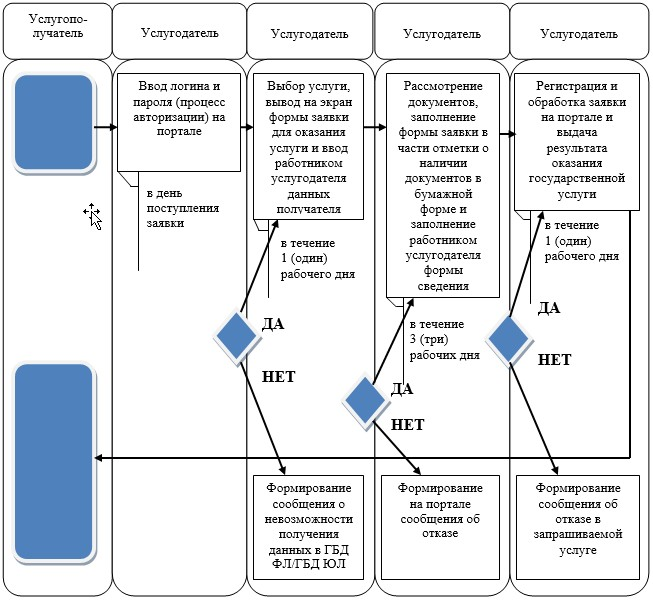 Услугопо-
лучатель
Услугодатель
Услугодатель
Услугодатель
Услугодатель
Ввод логина и
пароля (процесс
авторизации) на
портале
в день
поступления
заявки
Выбор услуги,
вывод на экран
формы заявки
для оказания
услуги и ввод
работником
услугодателя
данных
получателя
в течение
1 (один)
рабочего дня
Рассмотрение
документов,
заполнение
формы заявки в
части отметки о
наличии
документов в
бумажной
форме и
заполнение
работником
услугодателя
формы
сведения
в течение
3 (три)
рабочих дня
Регистрация и
обработка заявки
на портале и
выдача
результата
оказания
государственной
услуги
в течение
1 (один)
рабочего дня
ДА
НЕТ
ДА
НЕТ
ДА
НЕТ
Формирование
сообщения о
невозможности
получения
данных в ГБД
ФЛ/ГБД ЮЛ
Формирование
на портале
сообщения об
отказе
Формирование
сообщения об
отказе в
запрашиваемой
услуге